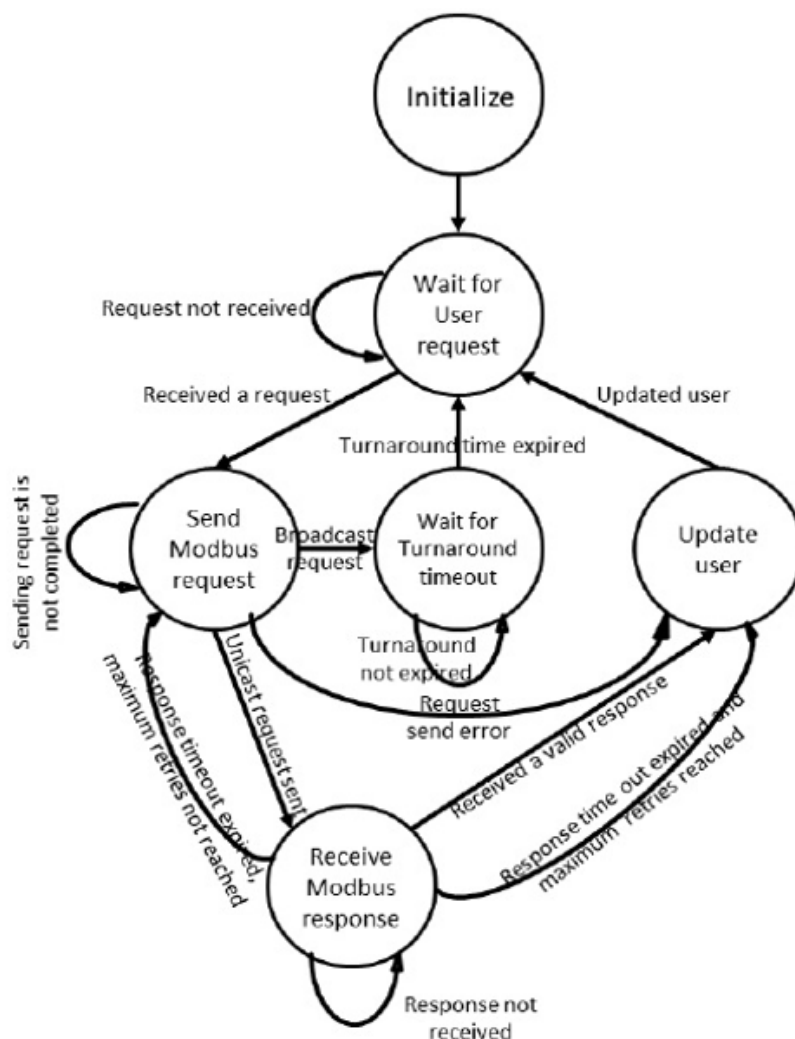 Initialize
Wait for
User
request
Request not received
Received a request
Updated user
Turnaround time expired
Sending request is
not completed
Send
Modbus
request
Broadcast
request
Wait for
Turnaround
timeout
Update
user
Turnaround
not expired
Request
send error
Unicast request sent
Response timeout expired,
maximum retries not reached
Received a valid response
Response time out expired and
maximum retries reached
Receive
Modbus
response
Response not
received